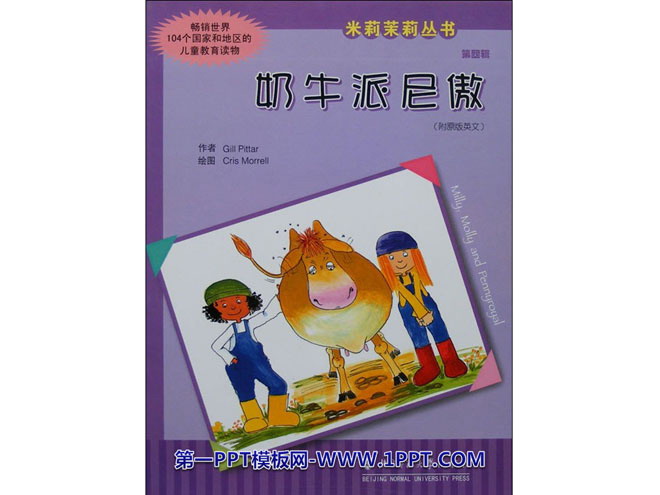 畅销世界
104个国家和地区的
儿童教育读物
米莉茉莉丛书
第四辑
奶牛派尼傲
(附原版英文)
作者 Gill Pittar
绘图 Cris Morrell
Milly, Molly and Pennyroyal
第一PPT模板网-WWW.1PPT.COM
BEIJING NORMAL UNIVERSITY PRESS